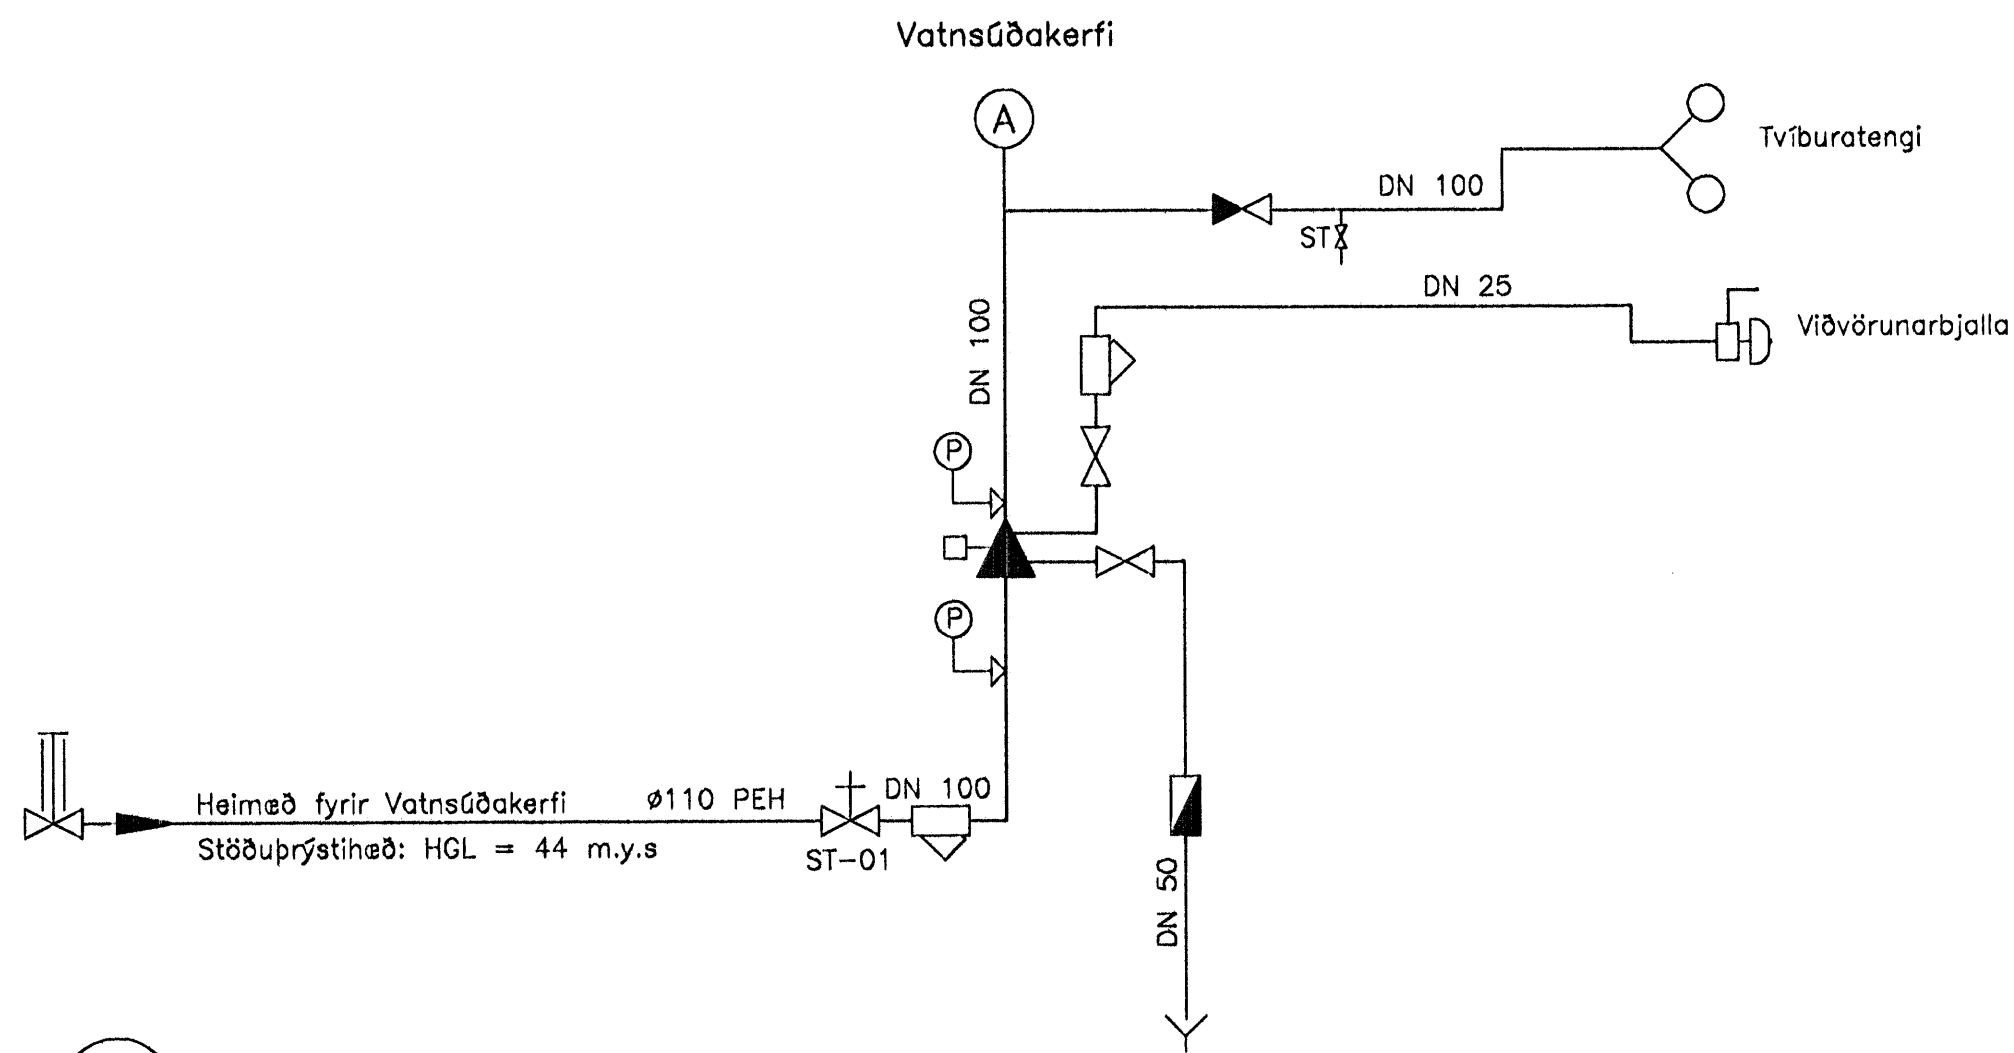 Vatnsúðakerfi
A
Tvíburatengi
DN 100
ST
DN 25
Viðvörunarbjalla
DN 100
P
P
Heimæð fyrir Vatnsúðakerfi
ø110 PEH
DN 100
Stöðuþrýstihæð: HGL = 44 m.y.s
ST-01
DN 50